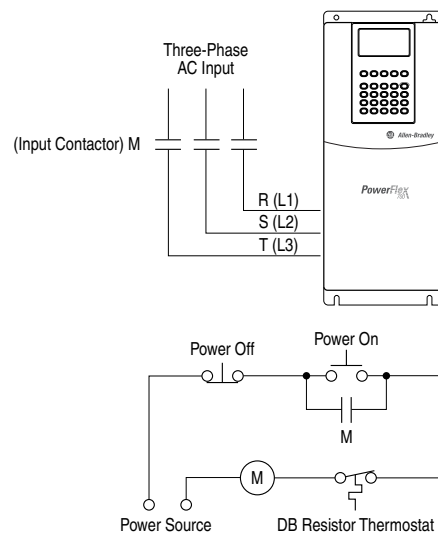 Three-Phase
AC Input
(Input Contactor) M
R (L1)
S (L2)
T (L3)
Allen-Bradley
PowerFlex
Power Off
Power On
M
M
Power Source
DB Resistor Thermostat